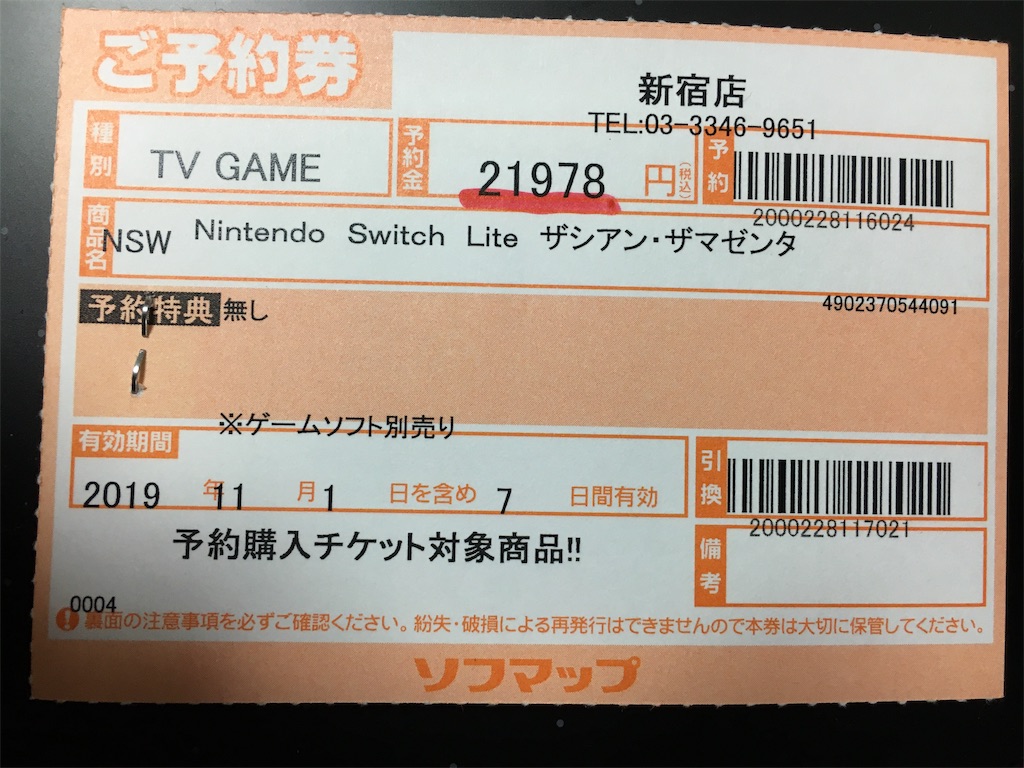 ご予約券
新宿店
TEL:03-3346-9651
種別 TV GAME
予約金 21978 円(税込)
予約
2000228116024
商品名 NSW Nintendo Switch Lite ザシアン・ザマゼンタ
4902370544091
予約特典 無し
※ゲームソフト別売り
有効期間
2019 年 11 月 1 日を含め 7 日間有効
引換
2000228117021
予約購入チケット対象商品!!
備考
0004
!裏面の注意事項を必ずご確認ください。紛失・破損による再発行はできませんので本券は大切に保管してください。
ソフマップ